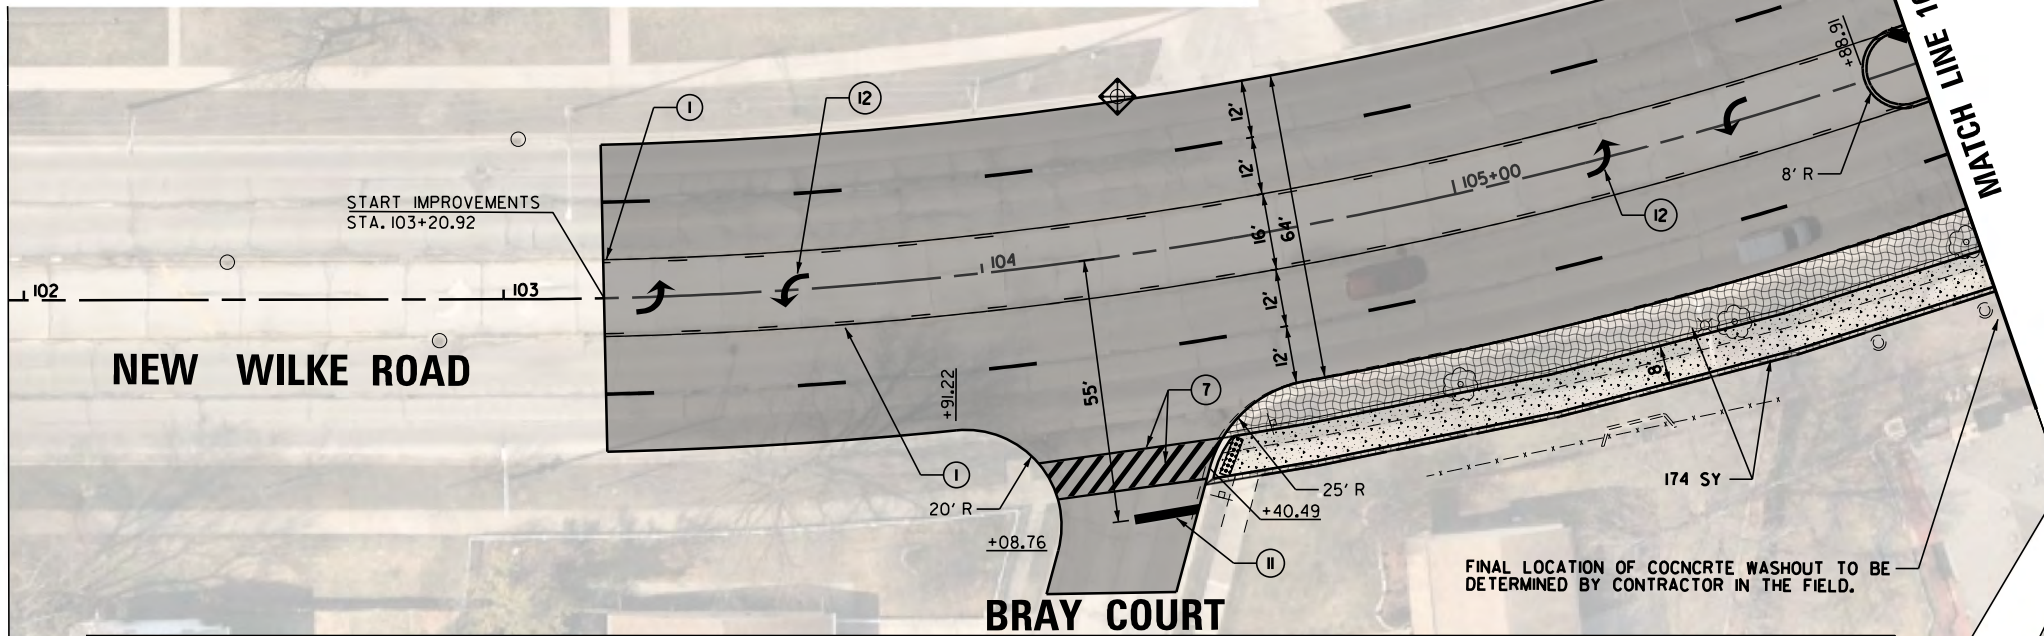 MATCH LINE
1
12
+88.91
12'
12'
16'
64'
12'
12'
105+00
8' R
12
START IMPROVEMENTS
STA. 103+20.92
102
103
104
NEW WILKE ROAD
+91.22
55'
7
8'
1
20' R
25' R
+40.49
174 SY
+08.76
11
FINAL LOCATION OF COCNCRTE WASHOUT TO BE
DETERMINED BY CONTRACTOR IN THE FIELD.
BRAY COURT